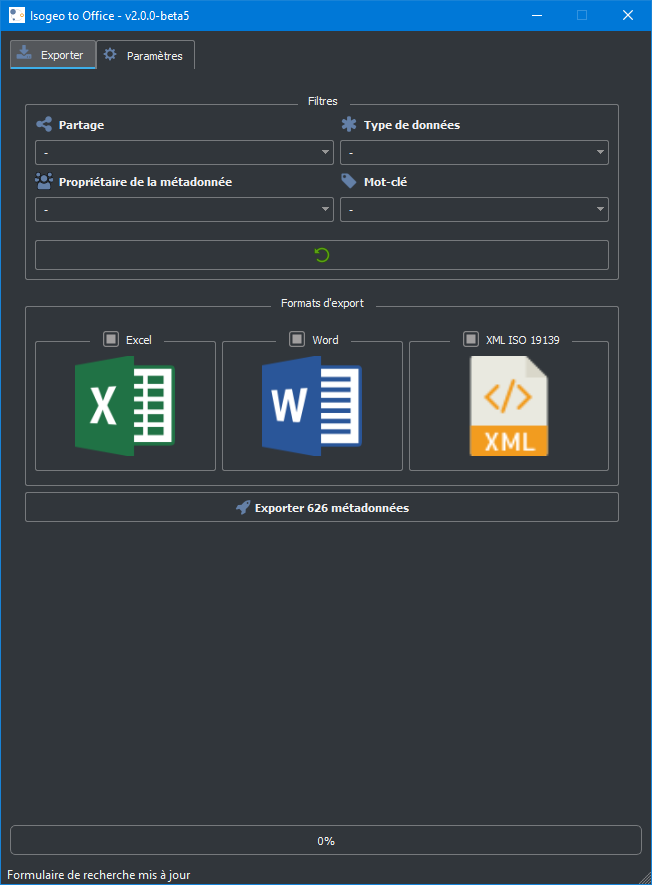 Isogeo to Office - v2.0.0-beta5
Exporter
Paramètres
Filtres
Partage
Type de données
-
-
Propriétaire de la métadonnée
Mot-clé
-
-
Formats d'export
Excel
Word
XML ISO 19139
X
W
</>
XML
Exporter 626 métadonnées
0%
Formulaire de recherche mis à jour